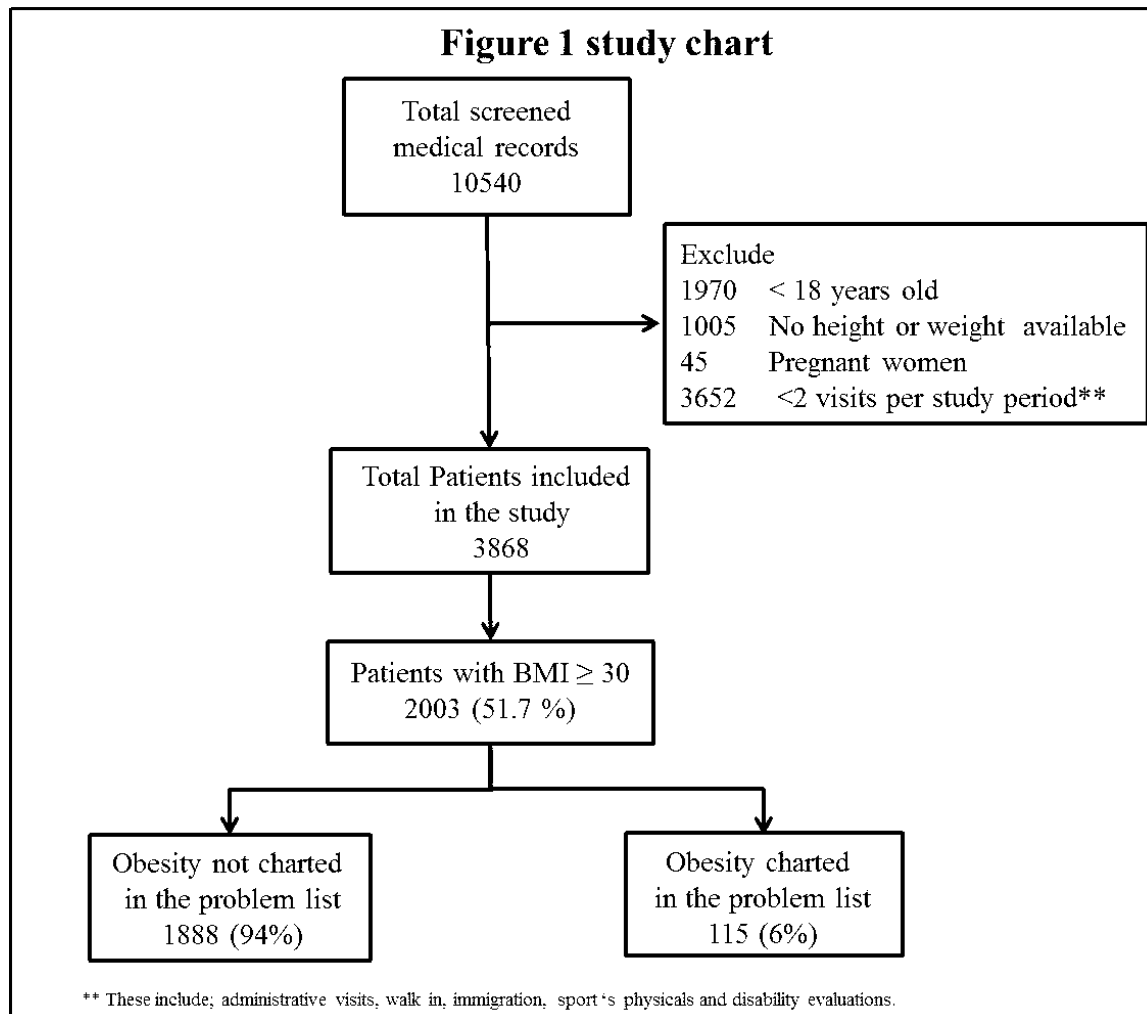 Figure 1 study chart
Total screened
medical records
10540
Exclude
1970 < 18 years old
1005 No height or weight available
45 Pregnant women
3652 <2 visits per study period**
Total Patients included
in the study
3868
Patients with BMI ≥ 30
2003 (51.7 %)
Obesity not charted
in the problem list
1888 (94%)
Obesity charted
in the problem list
115 (6%)
** These include; administrative visits, walk in, immigration, sport‘s physicals and disability evaluations.